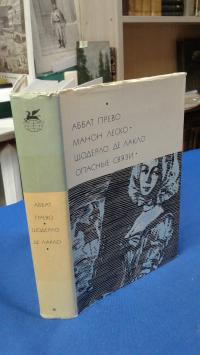 АББАТ ПРЕВО
МАНОН ЛЕСКО •
ШОДЕРЛО ДЕ ЛАКЛО
ОПАСНЫЕ СВЯЗИ •
АББАТ
ПРЕВО
•
ШОДЕРЛО
ДЕ ЛАКЛО